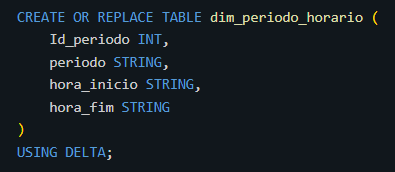 CREATE OR REPLACE TABLE dim_periodo_horario (
    Id_periodo INT,
    periodo STRING,
    hora_inicio STRING,
    hora_fim STRING
)
USING DELTA;